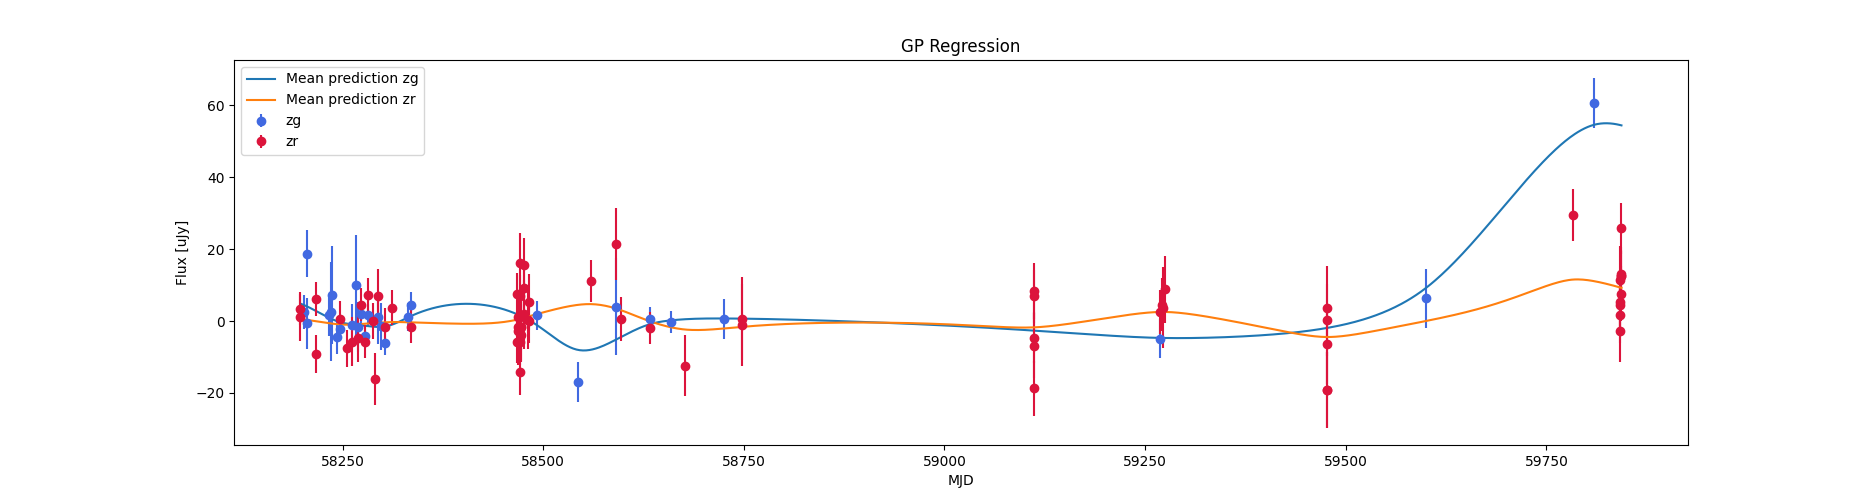 GP Regression
Mean prediction zg
Mean prediction zr
zg
zr
Flux [uJy]
60
40
20
0
−20
58250
58500
58750
59000
59250
59500
59750
MJD